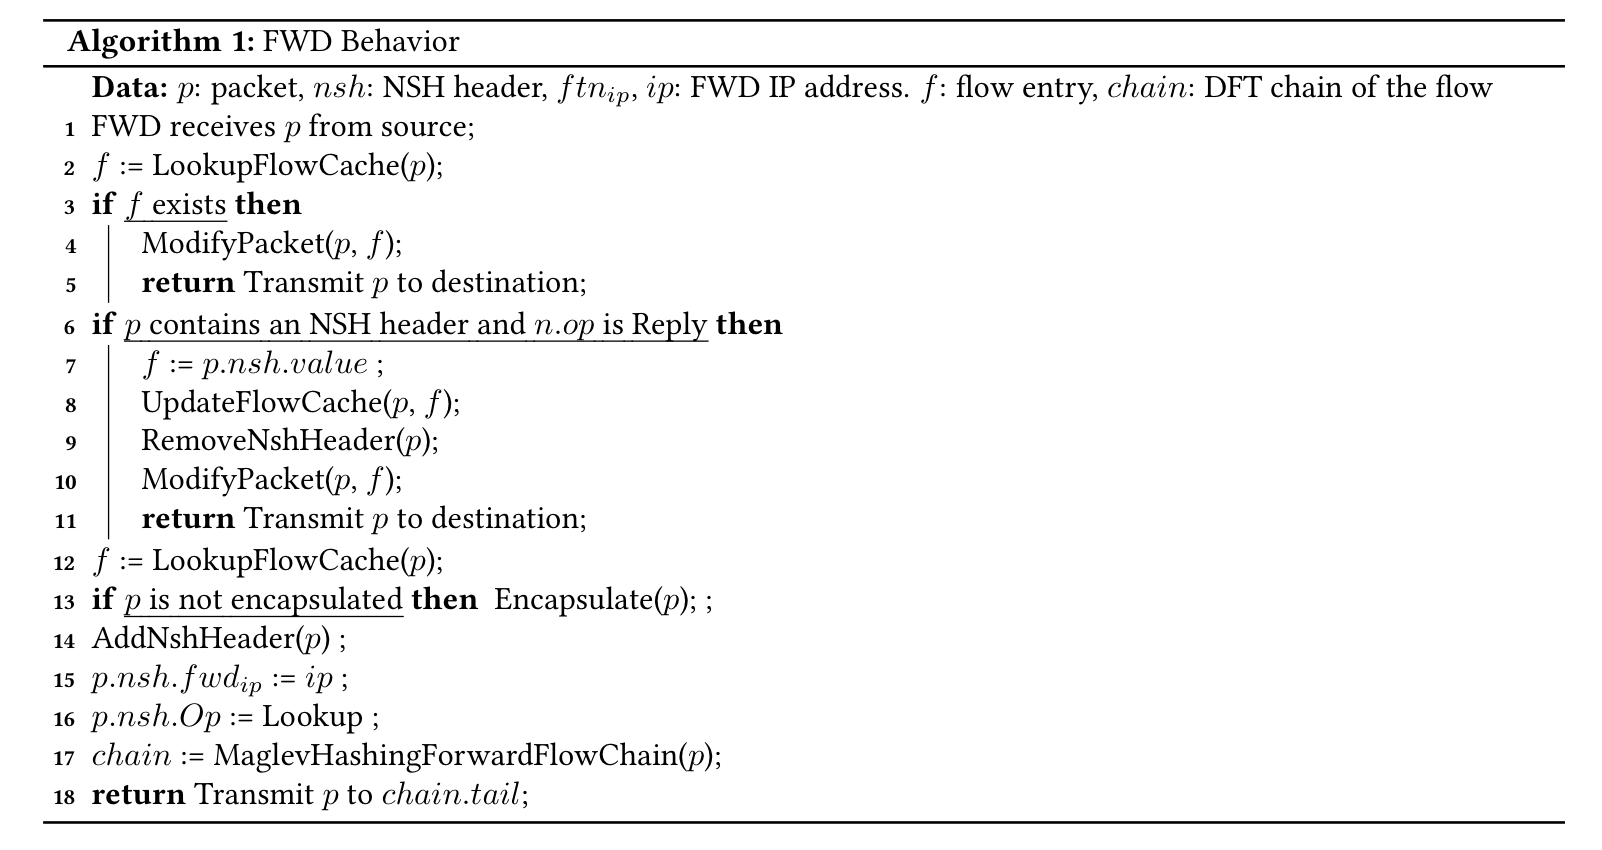 Algorithm 1: FWD Behavior
Data: p: packet, nsh: NSH header, ftn_ip, ip: FWD IP address. f: flow entry, chain: DFT chain of the flow
1 FWD receives p from source;
2 f := LookupFlowCache(p);
3 if f exists then
4 ModifyPacket(p, f);
5 return Transmit p to destination;
6 if p contains an NSH header and n.op is Reply then
7 f := p.nsh.value ;
8 UpdateFlowCache(p, f);
9 RemoveNshHeader(p);
10 ModifyPacket(p, f);
11 return Transmit p to destination;
12 f := LookupFlowCache(p);
13 if p is not encapsulated then Encapsulate(p); ;
14 AddNshHeader(p) ;
15 p.nsh.fwd_ip := ip ;
16 p.nsh.Op := Lookup ;
17 chain := MaglevHashingForwardFlowChain(p);
18 return Transmit p to chain.tail;